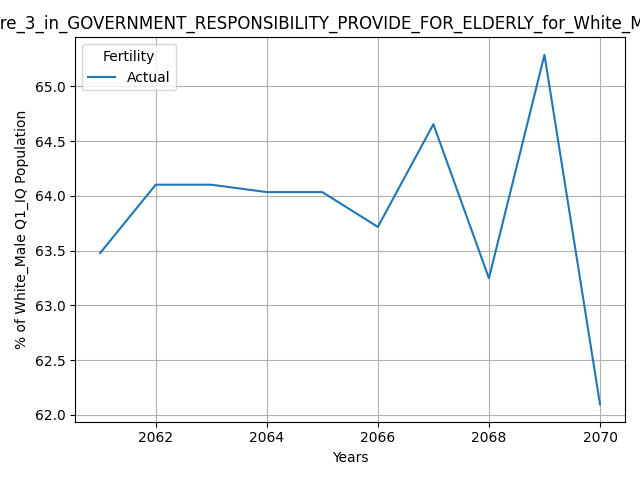 re_3_in_GOVERNMENT_RESPONSIBILITY_PROVIDE_FOR_ELDERLY_for_White_M
Fertility
Actual
65.0
64.5
64.0
63.5
63.0
62.5
62.0
% of White_Male Q1_IQ Population
2062 2064 2066 2068 2070
Years